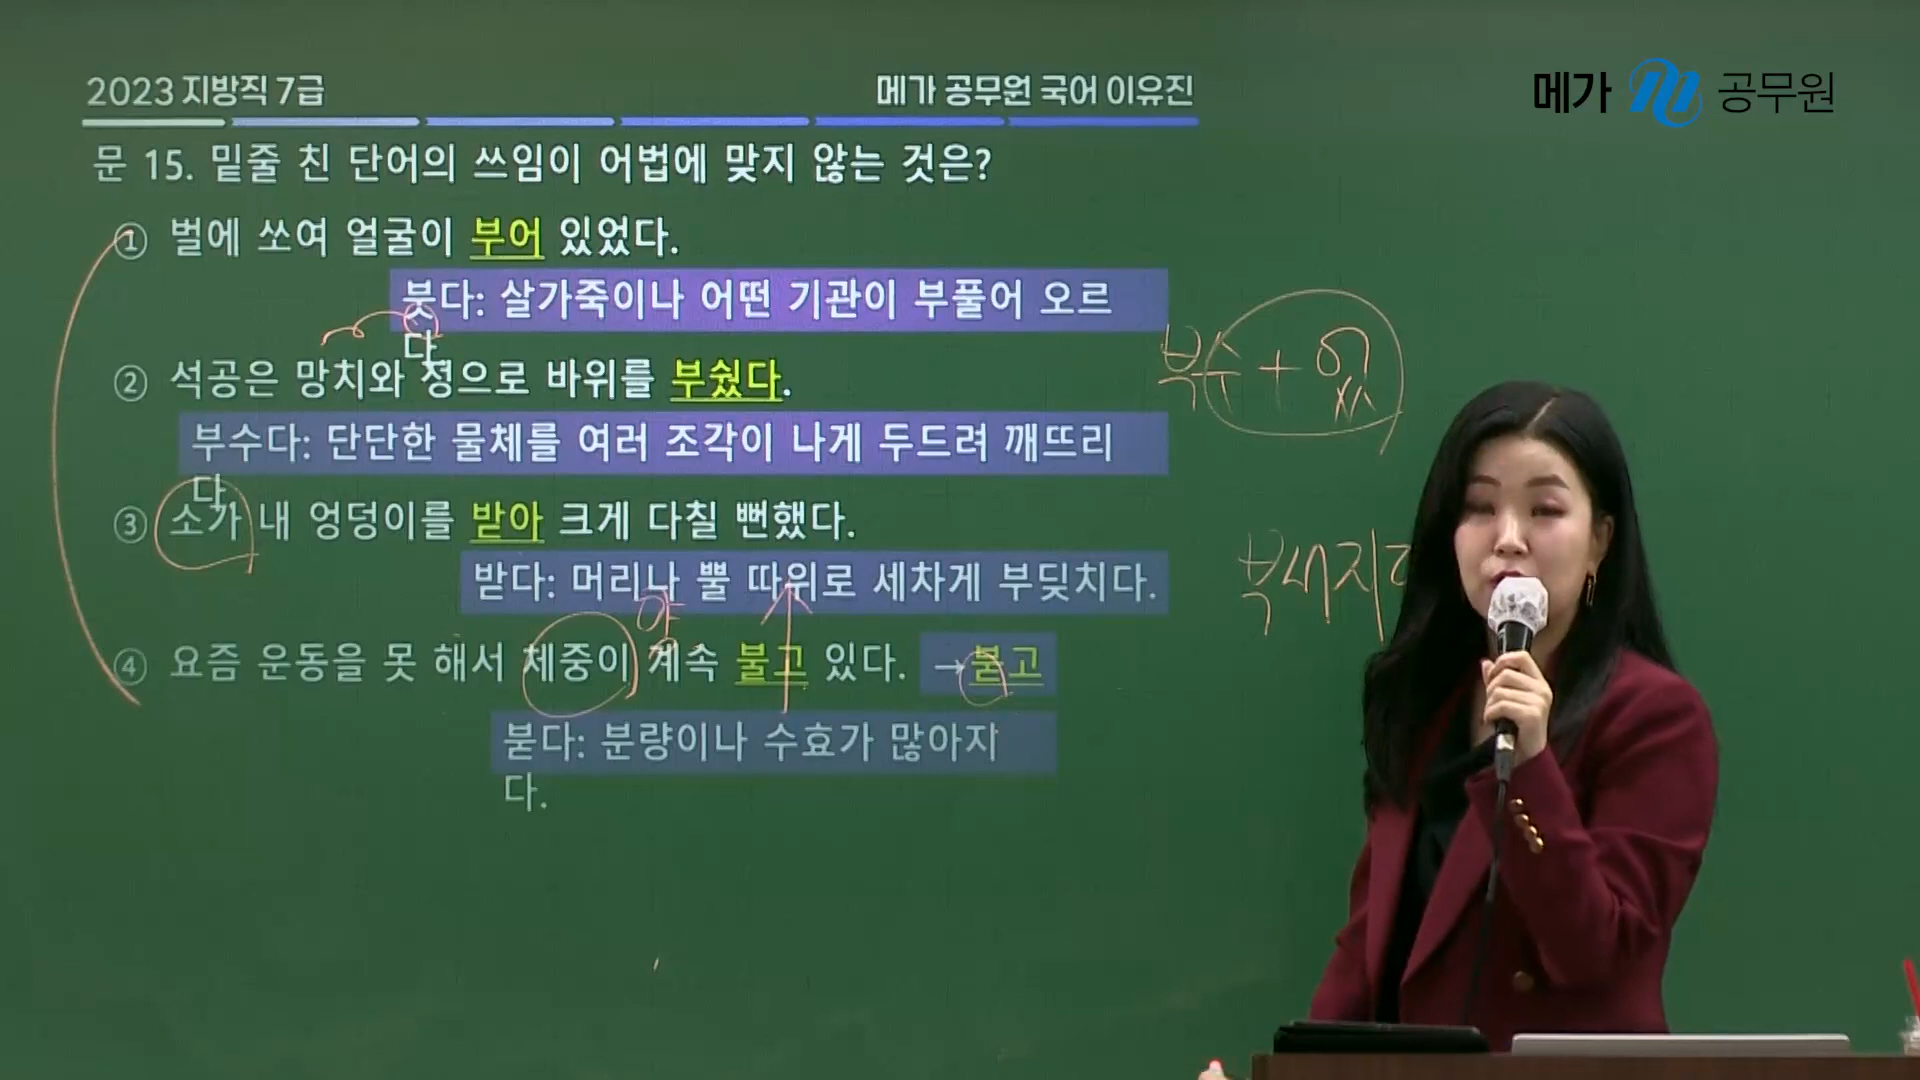 2023 지방직 7급
메가 공무원 국어 이유진
메가 공무원
문 15. 밑줄 친 단어의 쓰임이 어법에 맞지 않는 것은?
① 벌에 쏘여 얼굴이 부어 있었다.
붓다: 살가죽이나 어떤 기관이 부풀어 오르
다
② 석공은 망치와 정으로 바위를 부쉈다.
부수+었
부수다: 단단한 물체를 여러 조각이 나게 두드려 깨뜨리
다
③ 소가 내 엉덩이를 받아 크게 다칠 뻔했다.
받다: 머리나 뿔 따위로 세차게 부딪치다.
부서지
양
④ 요즘 운동을 못 해서 체중이 계속 불고 있다. →붇고
붇다: 분량이나 수효가 많아지
다.